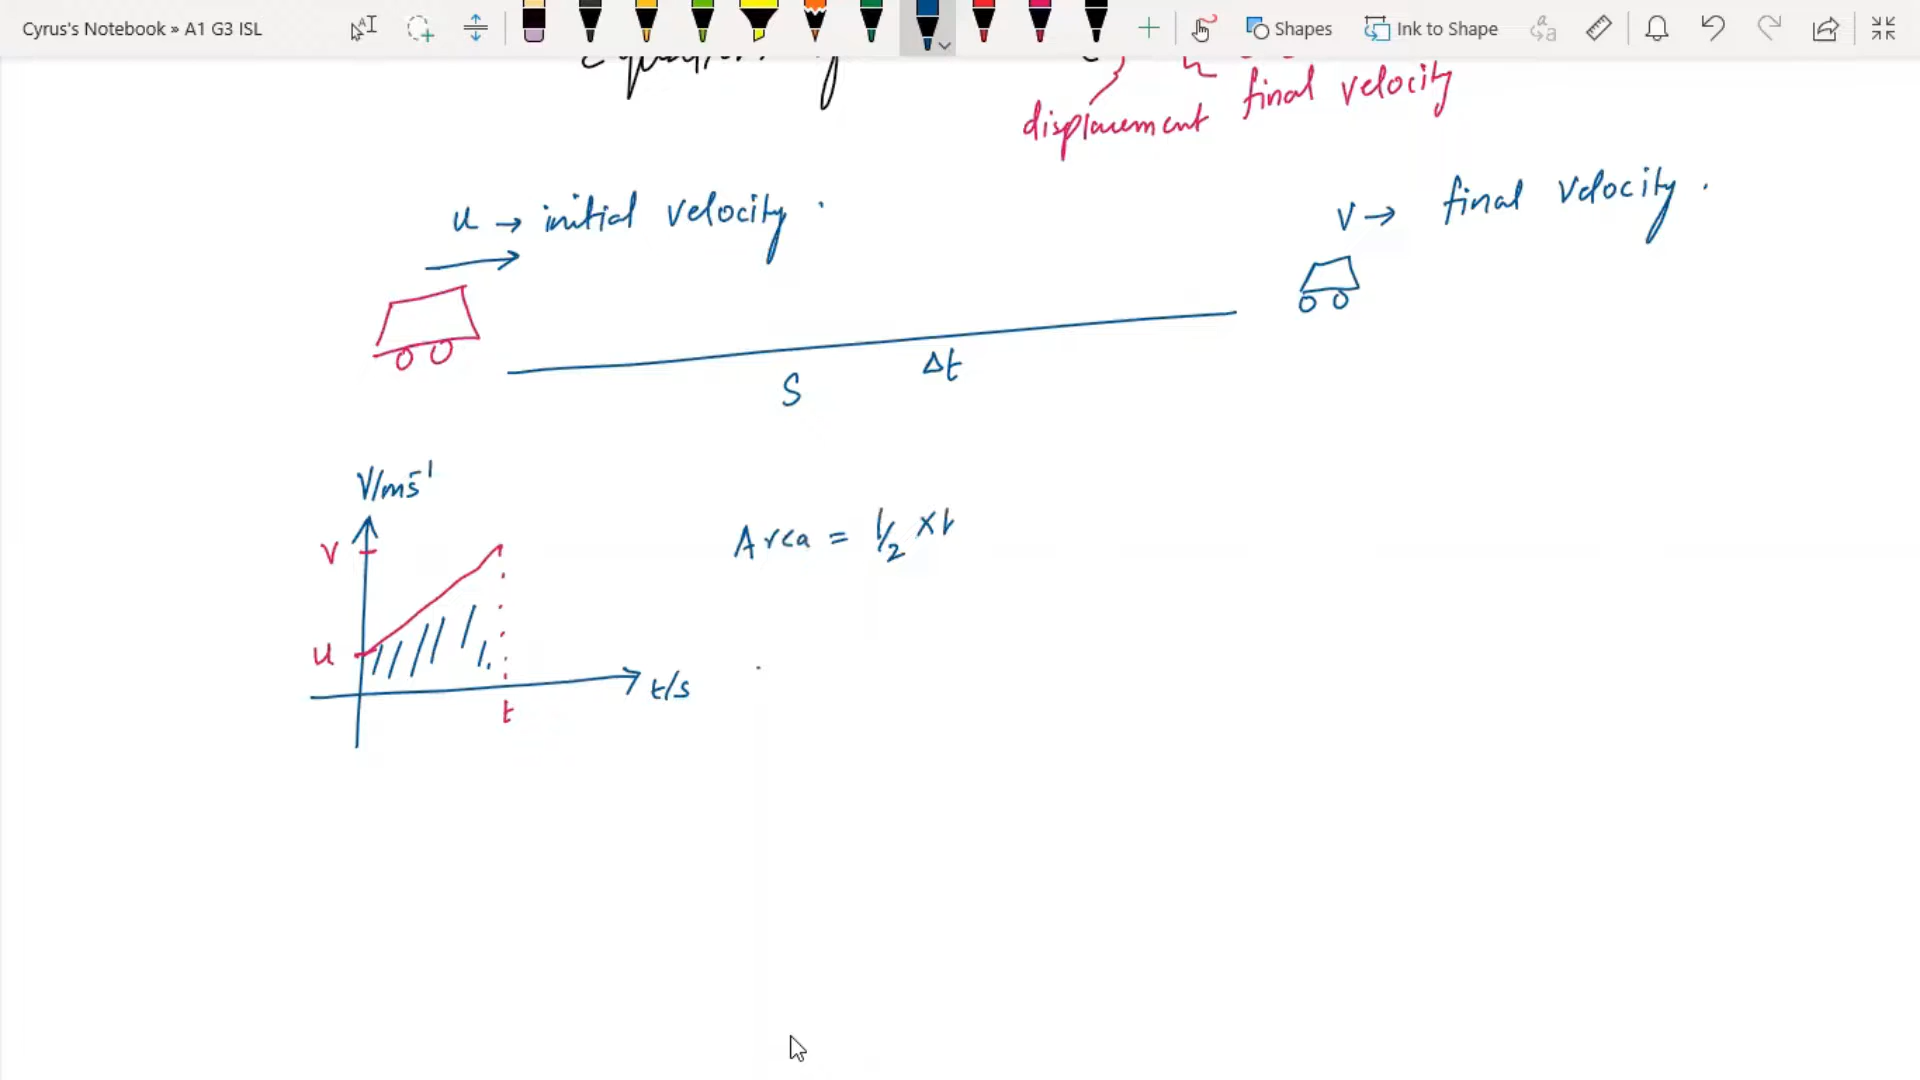 Cyrus's Notebook » A1 G3 ISL
Shapes
Ink to Shape
displacement
final velocity
u → initial velocity .
v → final velocity .
S
Δt
V/ms⁻¹
v
u
t
t/s
Area = 1/2 × t